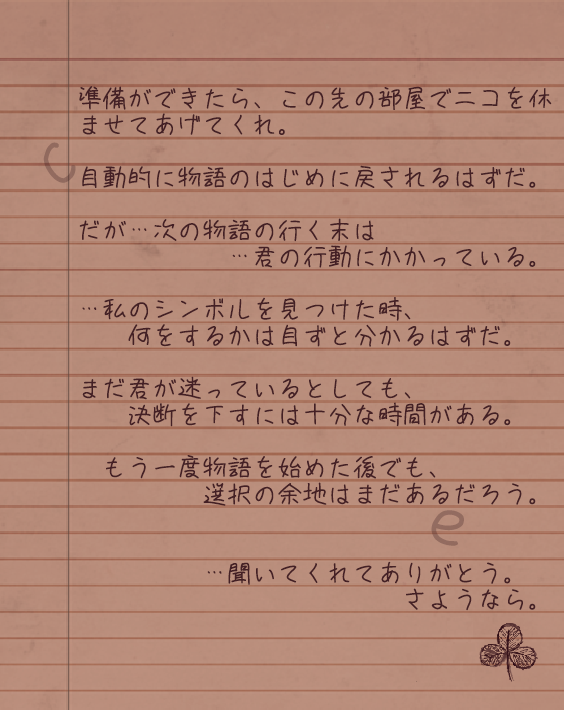 準備ができたら、この先の部屋でニコを休
ませてあげてくれ。
自動的に物語のはじめに戻されるはずだ。
だが…次の物語の行く末は
…君の行動にかかっている。
…私のシンボルを見つけた時、
何をするかは自ずと分かるはずだ。
まだ君が迷っているとしても、
決断を下すには十分な時間がある。
もう一度物語を始めた後でも、
選択の余地はまだあるだろう。
e
…聞いてくれてありがとう。
さようなら。